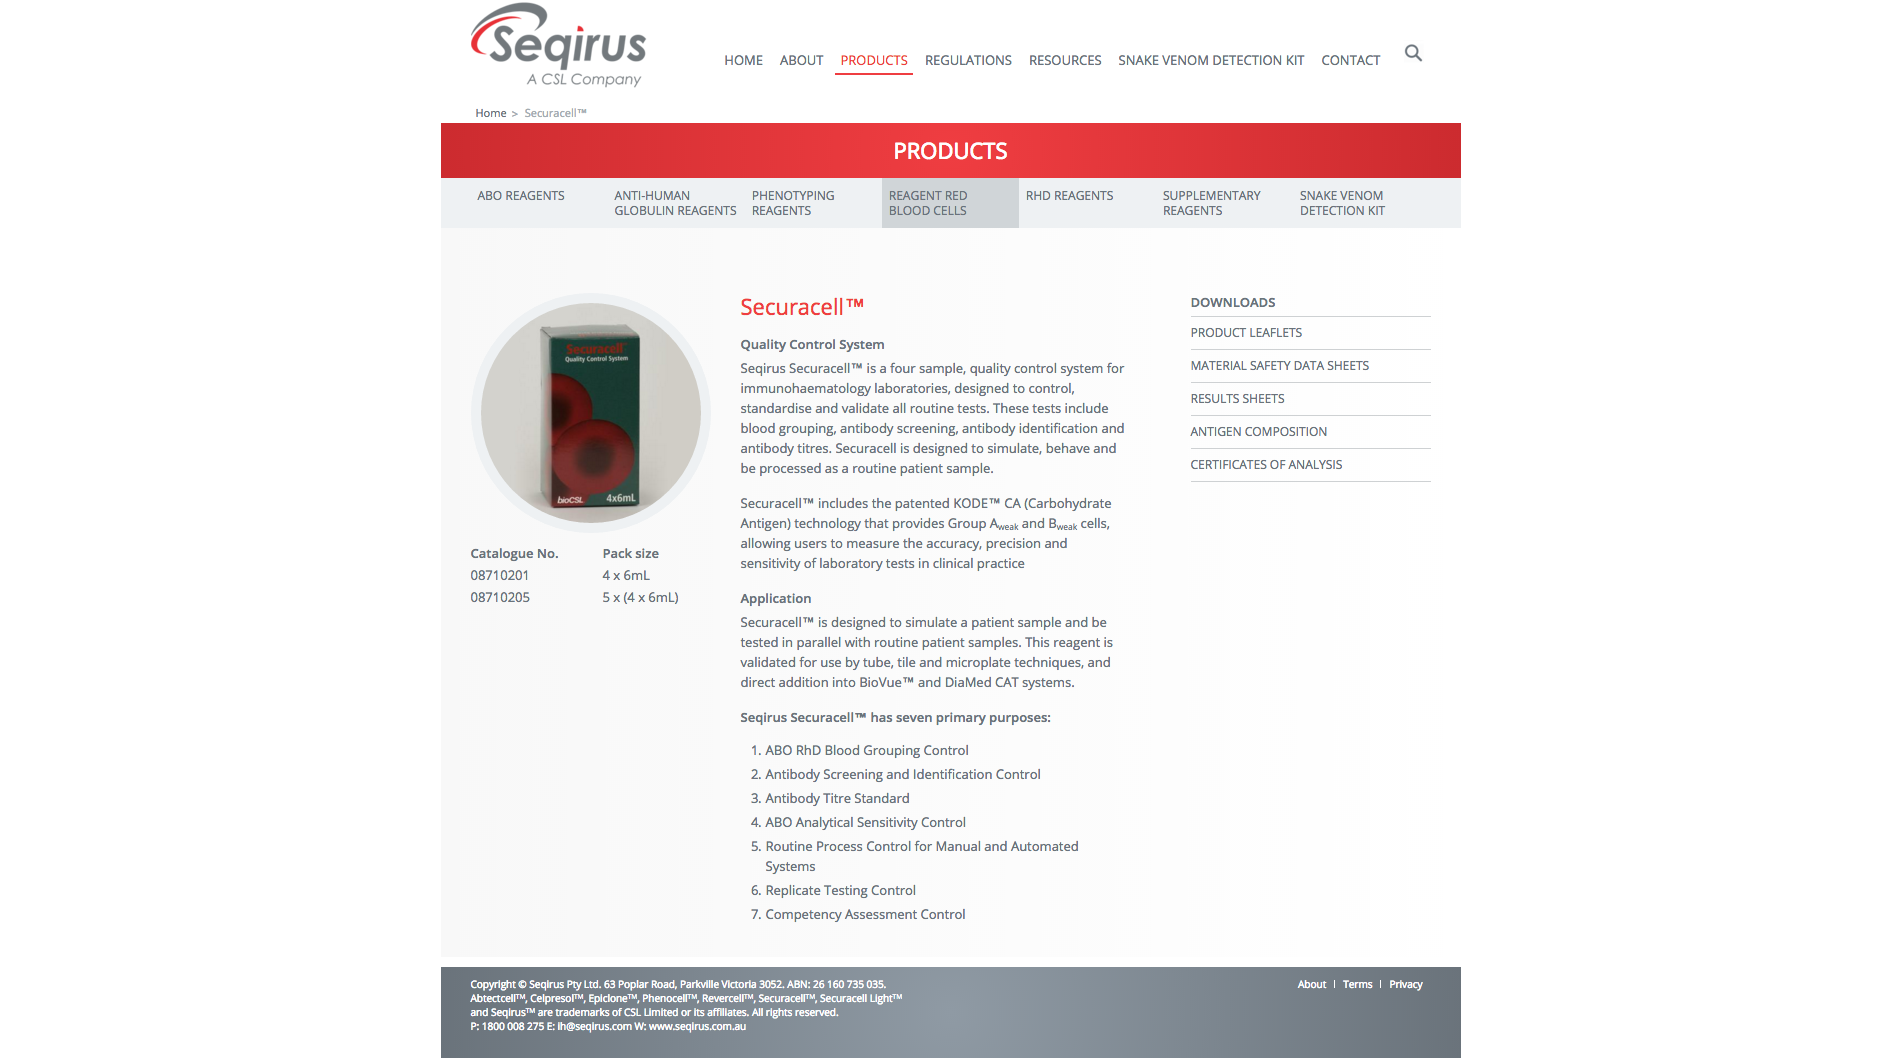 Seqirus
A CSL Company
HOME ABOUT PRODUCTS REGULATIONS RESOURCES SNAKE VENOM DETECTION KIT CONTACT
Home > Securacell™
PRODUCTS
ABO REAGENTS
ANTI-HUMAN
GLOBULIN REAGENTS
PHENOTYPING
REAGENTS
REAGENT RED
BLOOD CELLS
RHD REAGENTS
SUPPLEMENTARY
REAGENTS
SNAKE VENOM
DETECTION KIT
Securacell™
Quality Control System
bioCSL 4x6mL
Catalogue No. Pack size
08710201 4 x 6mL
08710205 5 x (4 x 6mL)
Securacell™
Quality Control System
Seqirus Securacell™ is a four sample, quality control system for
immunohaematology laboratories, designed to control,
standardise and validate all routine tests. These tests include
blood grouping, antibody screening, antibody identification and
antibody titres. Securacell is designed to simulate, behave and
be processed as a routine patient sample.
Securacell™ includes the patented KODE™ CA (Carbohydrate
Antigen) technology that provides Group Aweak and Bweak cells,
allowing users to measure the accuracy, precision and
sensitivity of laboratory tests in clinical practice
Application
Securacell™ is designed to simulate a patient sample and be
tested in parallel with routine patient samples. This reagent is
validated for use by tube, tile and microplate techniques, and
direct addition into BioVue™ and DiaMed CAT systems.
Seqirus Securacell™ has seven primary purposes:
1. ABO RhD Blood Grouping Control
2. Antibody Screening and Identification Control
3. Antibody Titre Standard
4. ABO Analytical Sensitivity Control
5. Routine Process Control for Manual and Automated
Systems
6. Replicate Testing Control
7. Competency Assessment Control
DOWNLOADS
PRODUCT LEAFLETS
MATERIAL SAFETY DATA SHEETS
RESULTS SHEETS
ANTIGEN COMPOSITION
CERTIFICATES OF ANALYSIS
Copyright © Seqirus Pty Ltd. 63 Poplar Road, Parkville Victoria 3052. ABN: 26 160 735 035.
Abtectcell™, Celpresol™, Epiclone™, Phenocell™, Revercell™, Securacell™, Securacell Light™
and Seqirus™ are trademarks of CSL Limited or its affiliates. All rights reserved.
P: 1800 008 275 E: ih@seqirus.com W: www.seqirus.com.au
About | Terms | Privacy